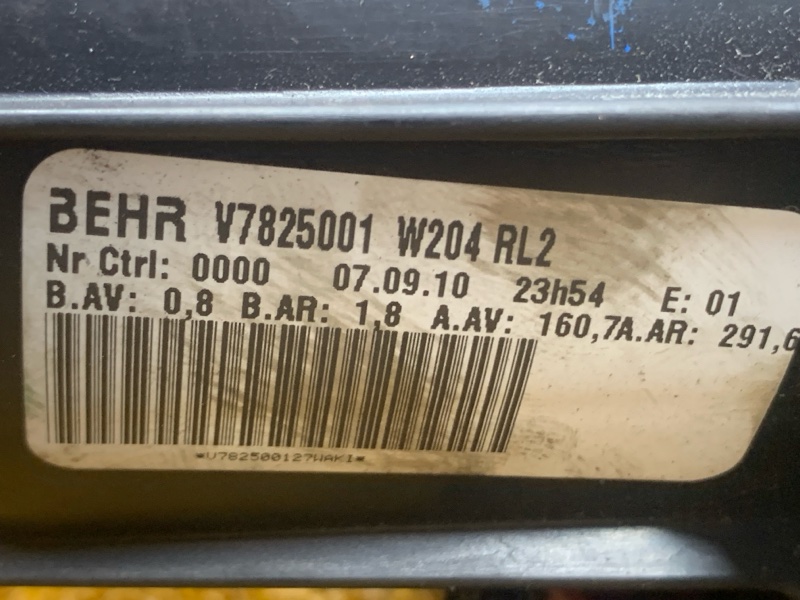 BEHR V7825001 W204 RL2
Nr Ctrl: 0000 07.09.10 23h54 E: 01
B.AV: 0,8 B.AR: 1,8 A.AV: 160,7A.AR: 291,6
*V782500127WAKI*